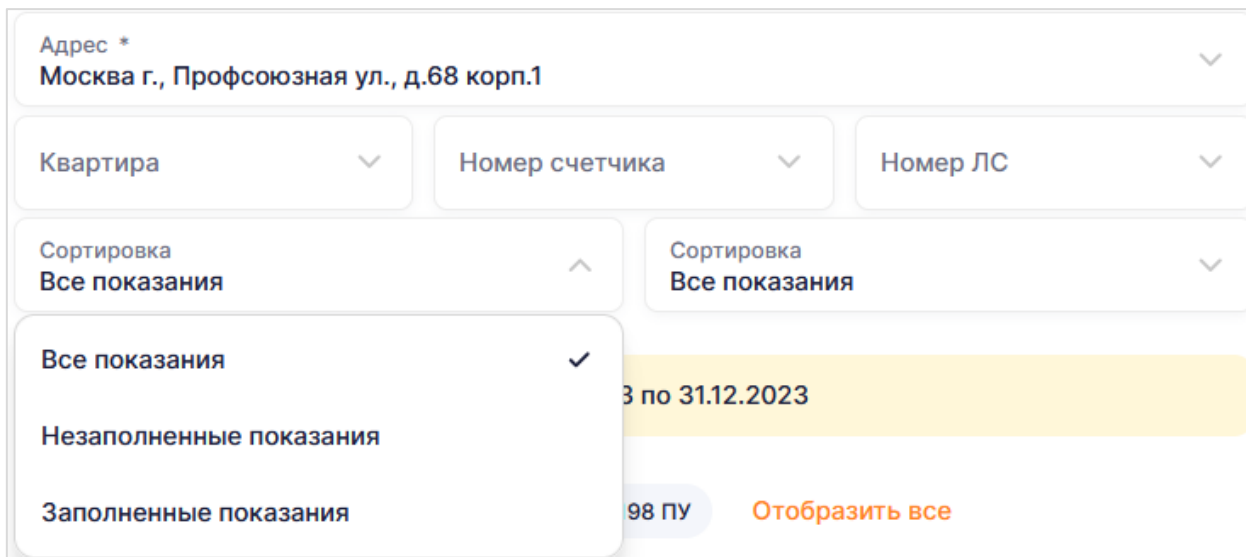 Адрес *
Москва г., Профсоюзная ул., д.68 корп.1
Квартира
Номер счетчика
Номер ЛС
Сортировка
Все показания
Сортировка
Все показания
Все показания
Незаполненные показания
Заполненные показания
3 по 31.12.2023
98 ПУ
Отобразить все